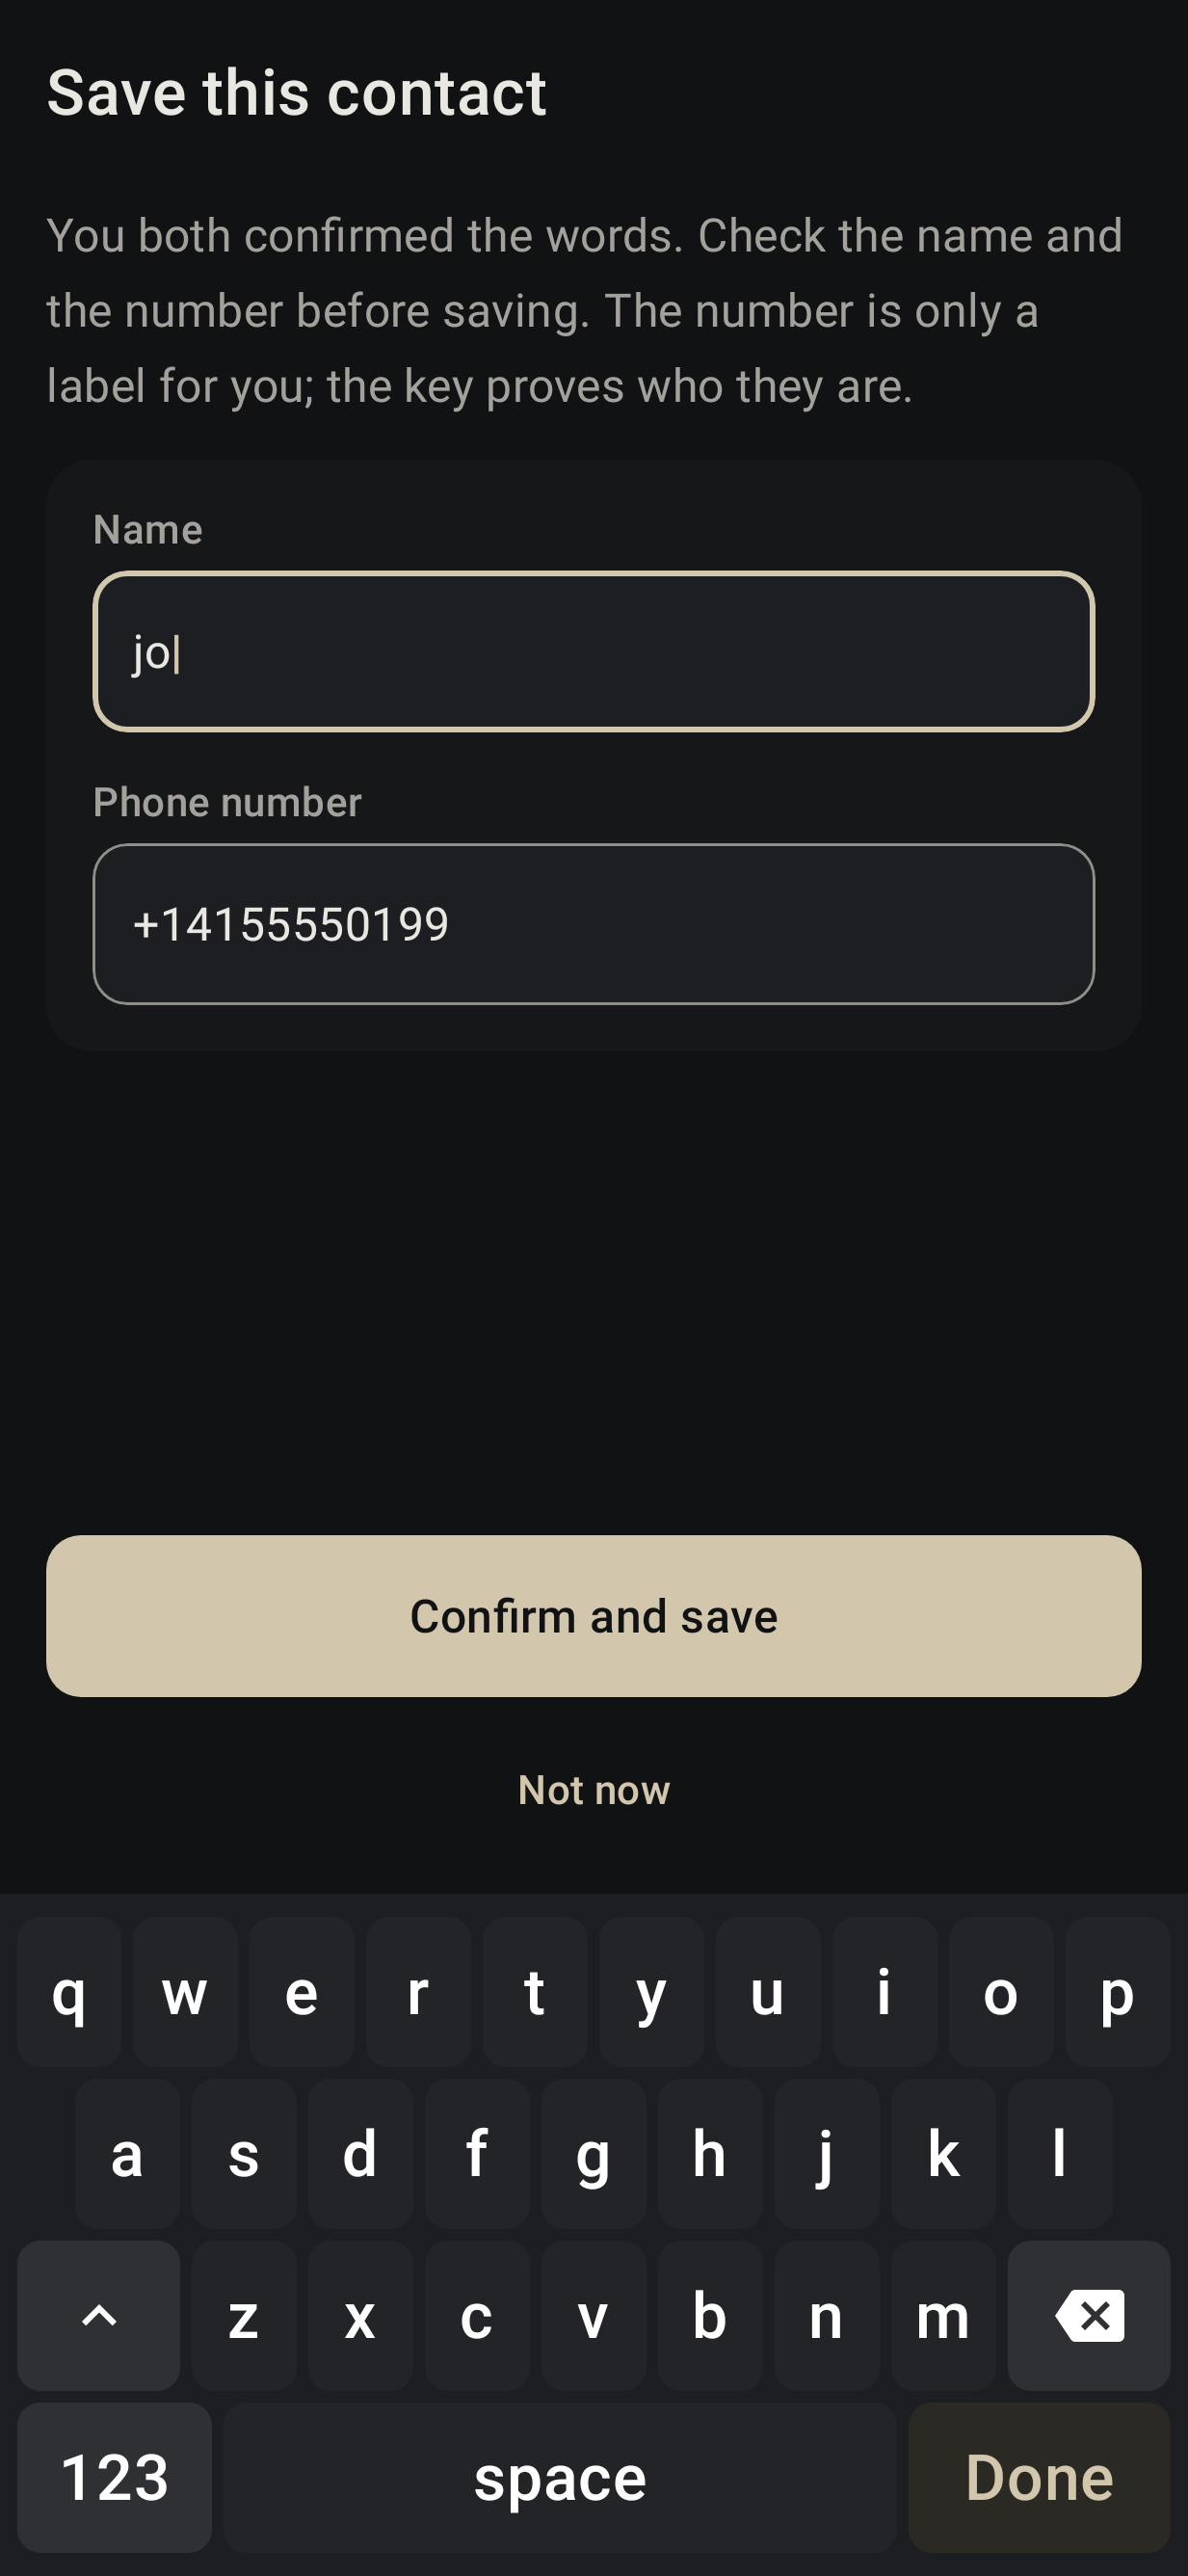 Save this contact
You both confirmed the words. Check the name and
the number before saving. The number is only a
label for you; the key proves who they are.
Name
jo
Phone number
+14155550199
Confirm and save
Not now
q w e r t y u i o p
a s d f g h j k l
z x c v b n m
123 space Done